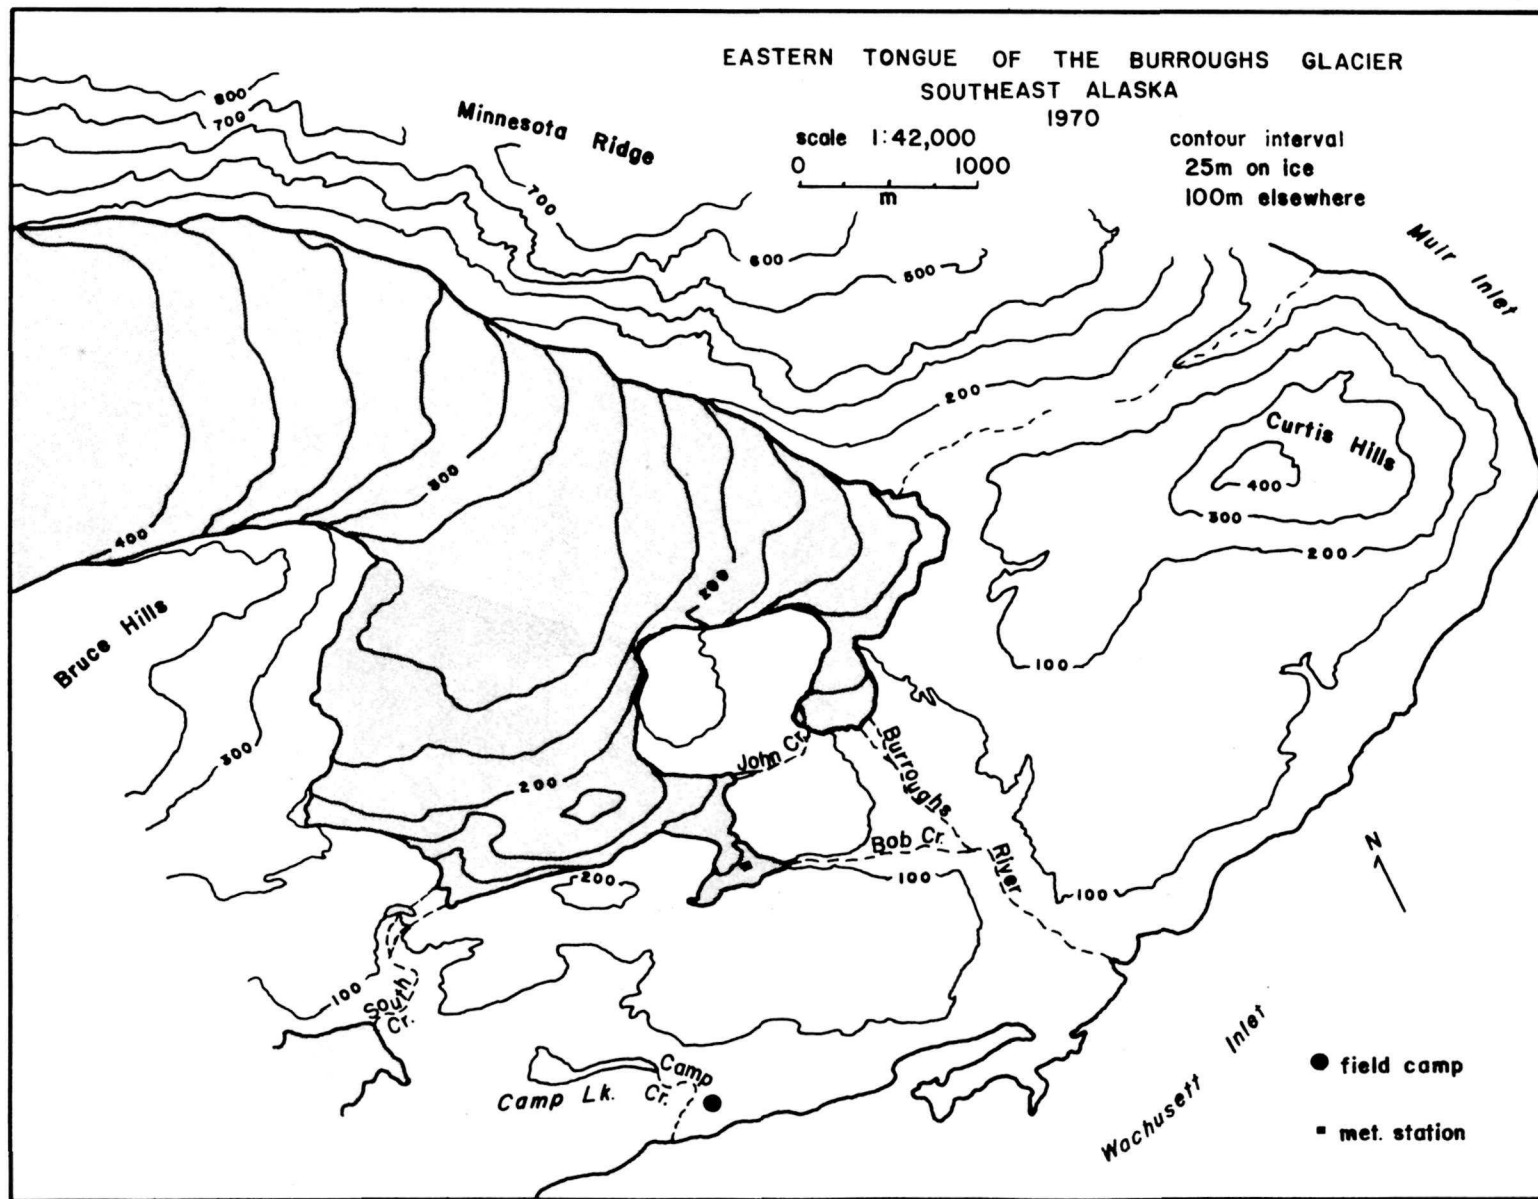 EASTERN TONGUE OF THE BURROUGHS GLACIER
SOUTHEAST ALASKA
1970
scale 1:42,000
0 1000
m
contour interval
25m on ice
100m elsewhere
800
700
Minnesota Ridge
700
600
500
Muir Inlet
200
Curtis Hills
400
300
200
300
400
200
Bruce Hills
100
300
200
John Cr.
Burroughs River
Bob Cr.
200
100
100
N
100
South Cr.
Camp Cr.
Camp Lk.
Wachusett Inlet
● field camp
▪ met. station